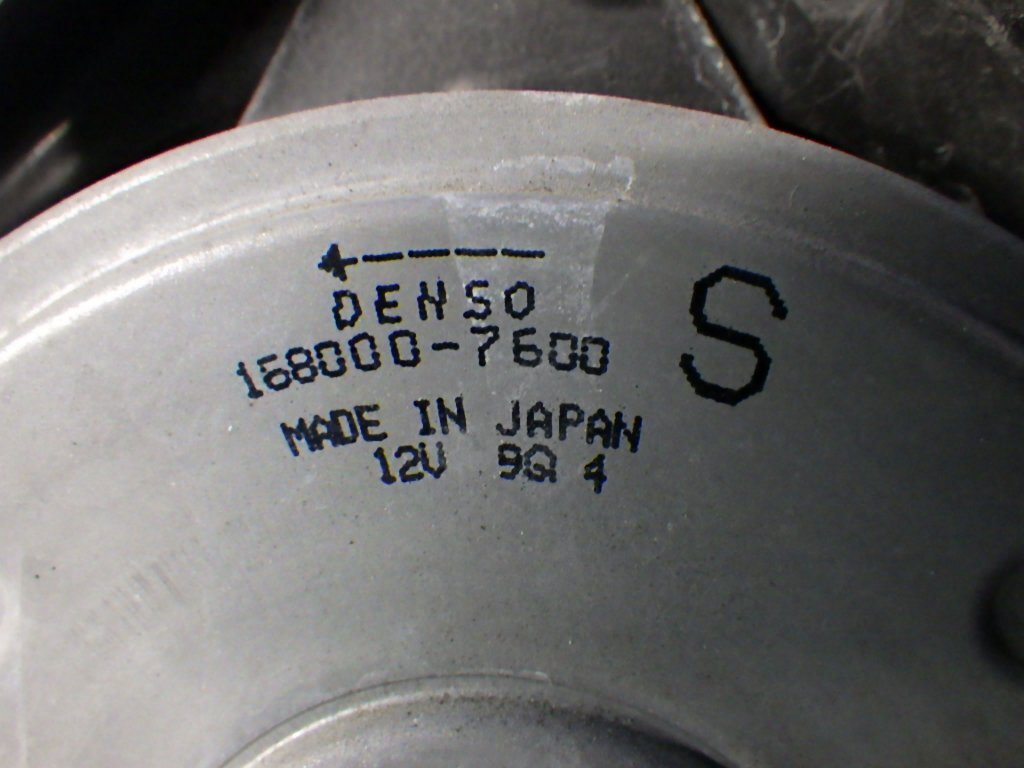 DENSO
168000-7600
S
MADE IN JAPAN
12V 9Q 4